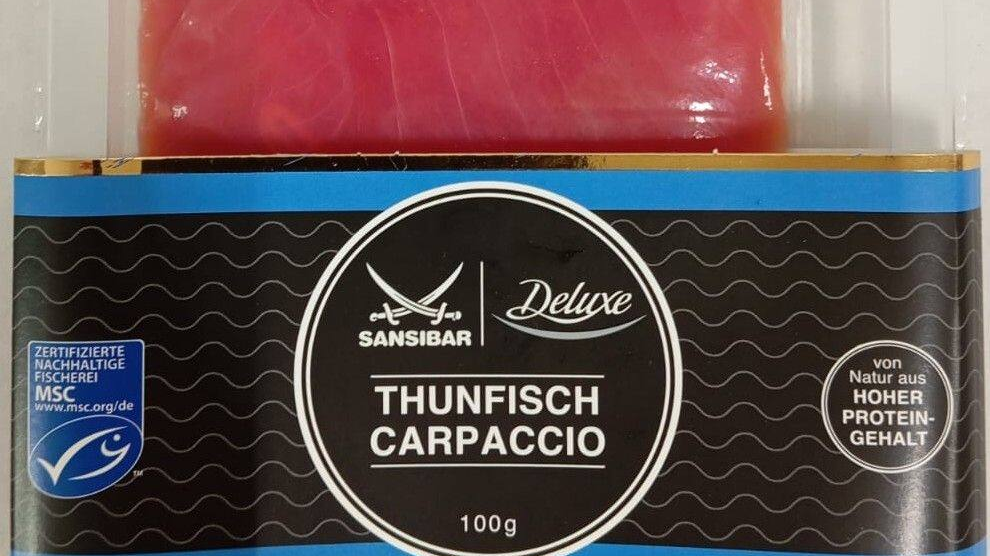 SANSIBAR
Deluxe
THUNFISCH
CARPACCIO
100g
ZERTIFIZIERTE
NACHHALTIGE
FISCHEREI
MSC
www.msc.org/de
TM
von
Natur aus
HOHER
PROTEIN-
GEHALT